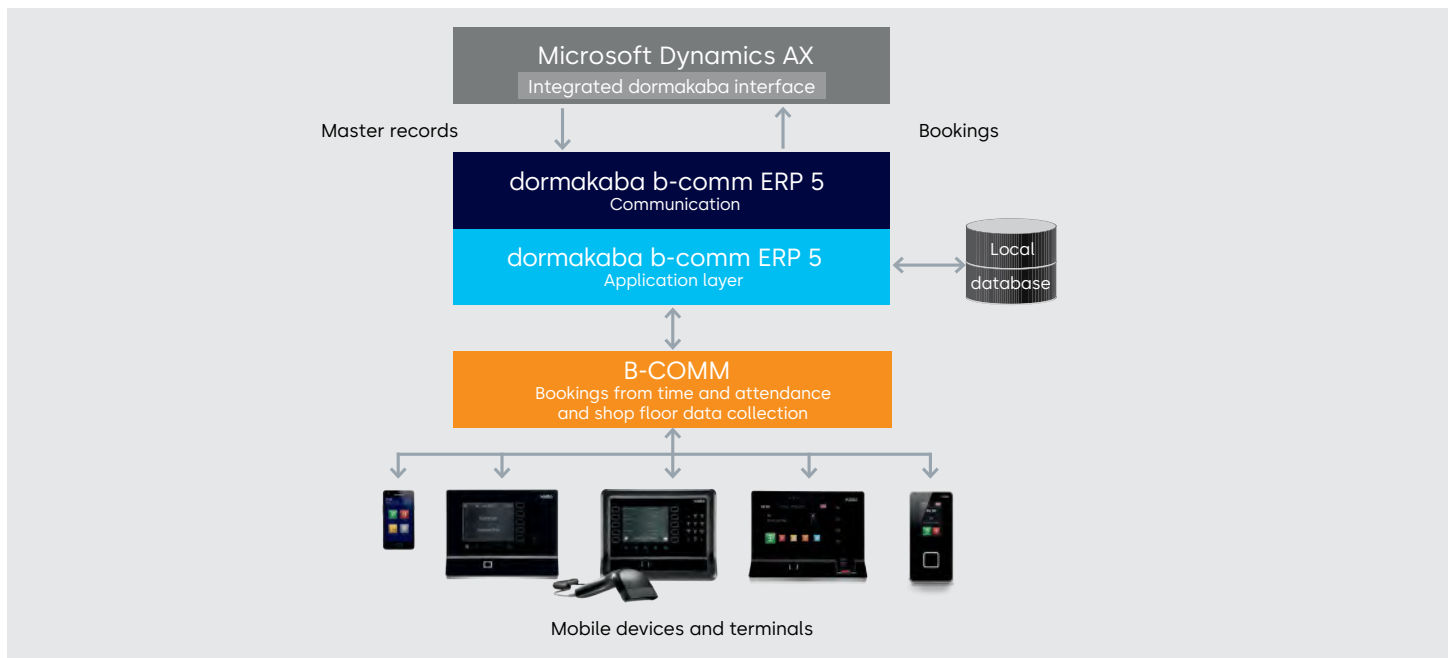 Microsoft Dynamics AX
Integrated dormakaba interface
Master records
Bookings
dormakaba b-comm ERP 5
Communication
dormakaba b-comm ERP 5
Application layer
Local
database
B-COMM
Bookings from time and attendance
and shop floor data collection
Mobile devices and terminals